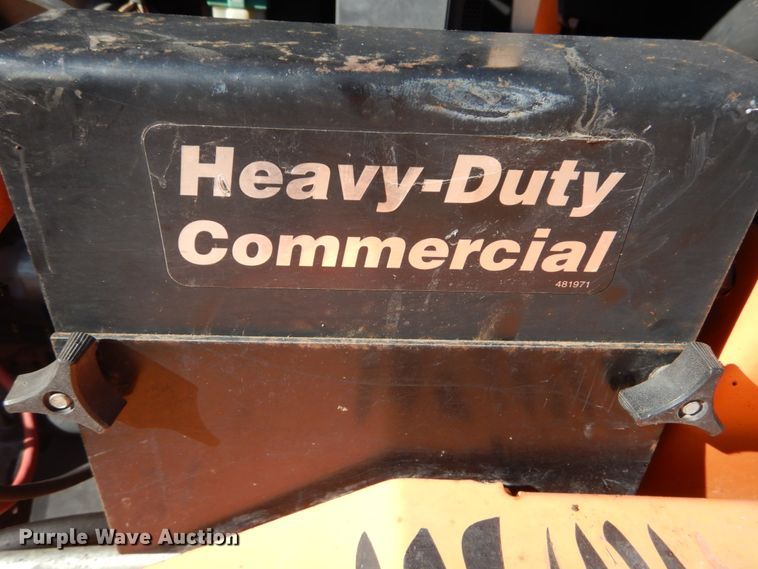 Heavy-Duty
Commercial
481971
Purple Wave Auction®